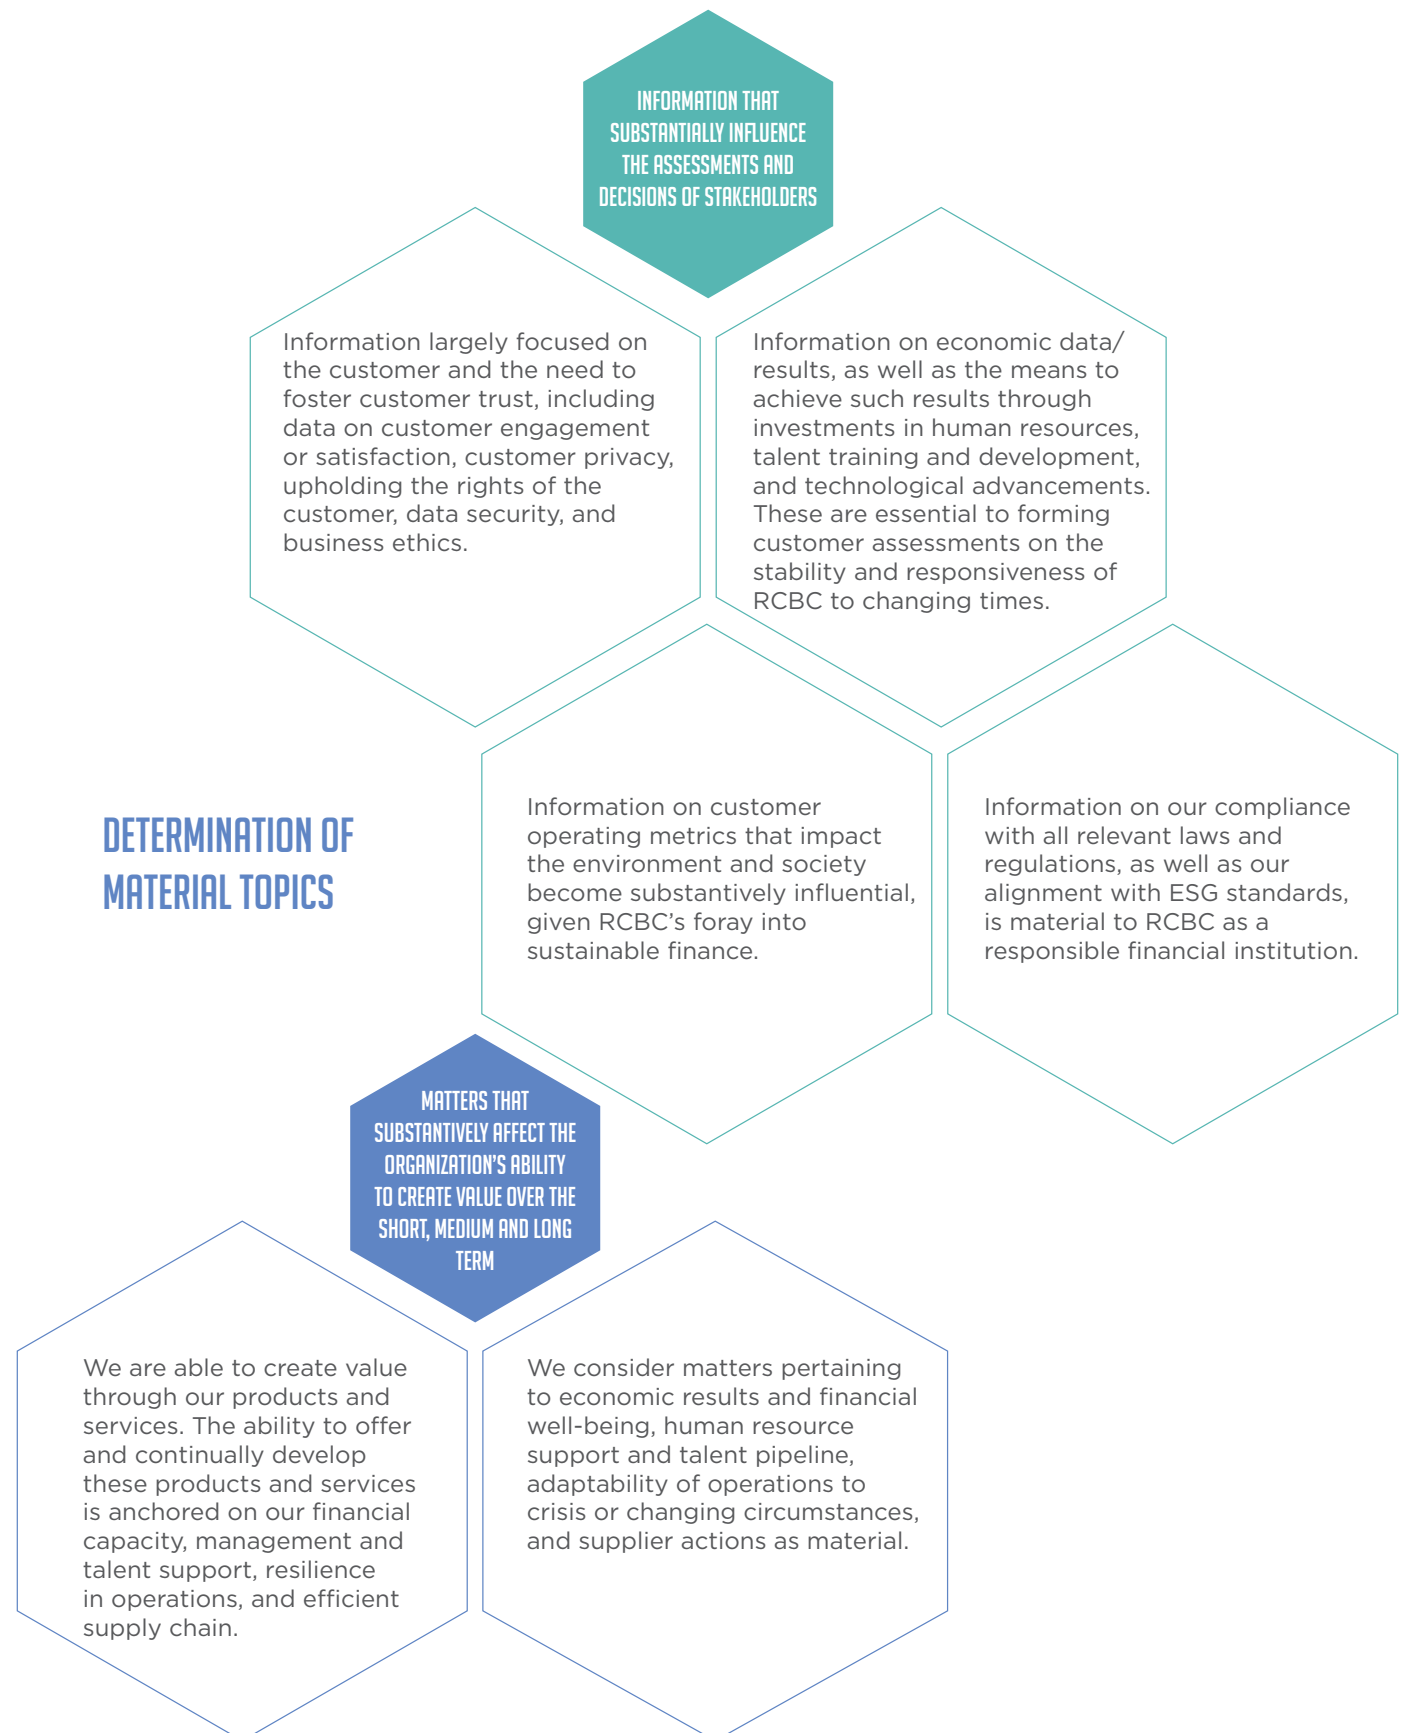 INFORMATION THAT
SUBSTANTIALLY INFLUENCE
THE ASSESSMENTS AND
DECISIONS OF STAKEHOLDERS
Information largely focused on
the customer and the need to
foster customer trust, including
data on customer engagement
or satisfaction, customer privacy,
upholding the rights of the
customer, data security, and
business ethics.
Information on economic data/
results, as well as the means to
achieve such results through
investments in human resources,
talent training and development,
and technological advancements.
These are essential to forming
customer assessments on the
stability and responsiveness of
RCBC to changing times.
DETERMINATION OF
MATERIAL TOPICS
Information on customer
operating metrics that impact
the environment and society
become substantively influential,
given RCBC’s foray into
sustainable finance.
Information on our compliance
with all relevant laws and
regulations, as well as our
alignment with ESG standards,
is material to RCBC as a
responsible financial institution.
MATTERS THAT
SUBSTANTIVELY AFFECT THE
ORGANIZATION’S ABILITY
TO CREATE VALUE OVER THE
SHORT, MEDIUM AND LONG
TERM
We are able to create value
through our products and
services. The ability to offer
and continually develop
these products and services
is anchored on our financial
capacity, management and
talent support, resilience
in operations, and efficient
supply chain.
We consider matters pertaining
to economic results and financial
well-being, human resource
support and talent pipeline,
adaptability of operations to
crisis or changing circumstances,
and supplier actions as material.